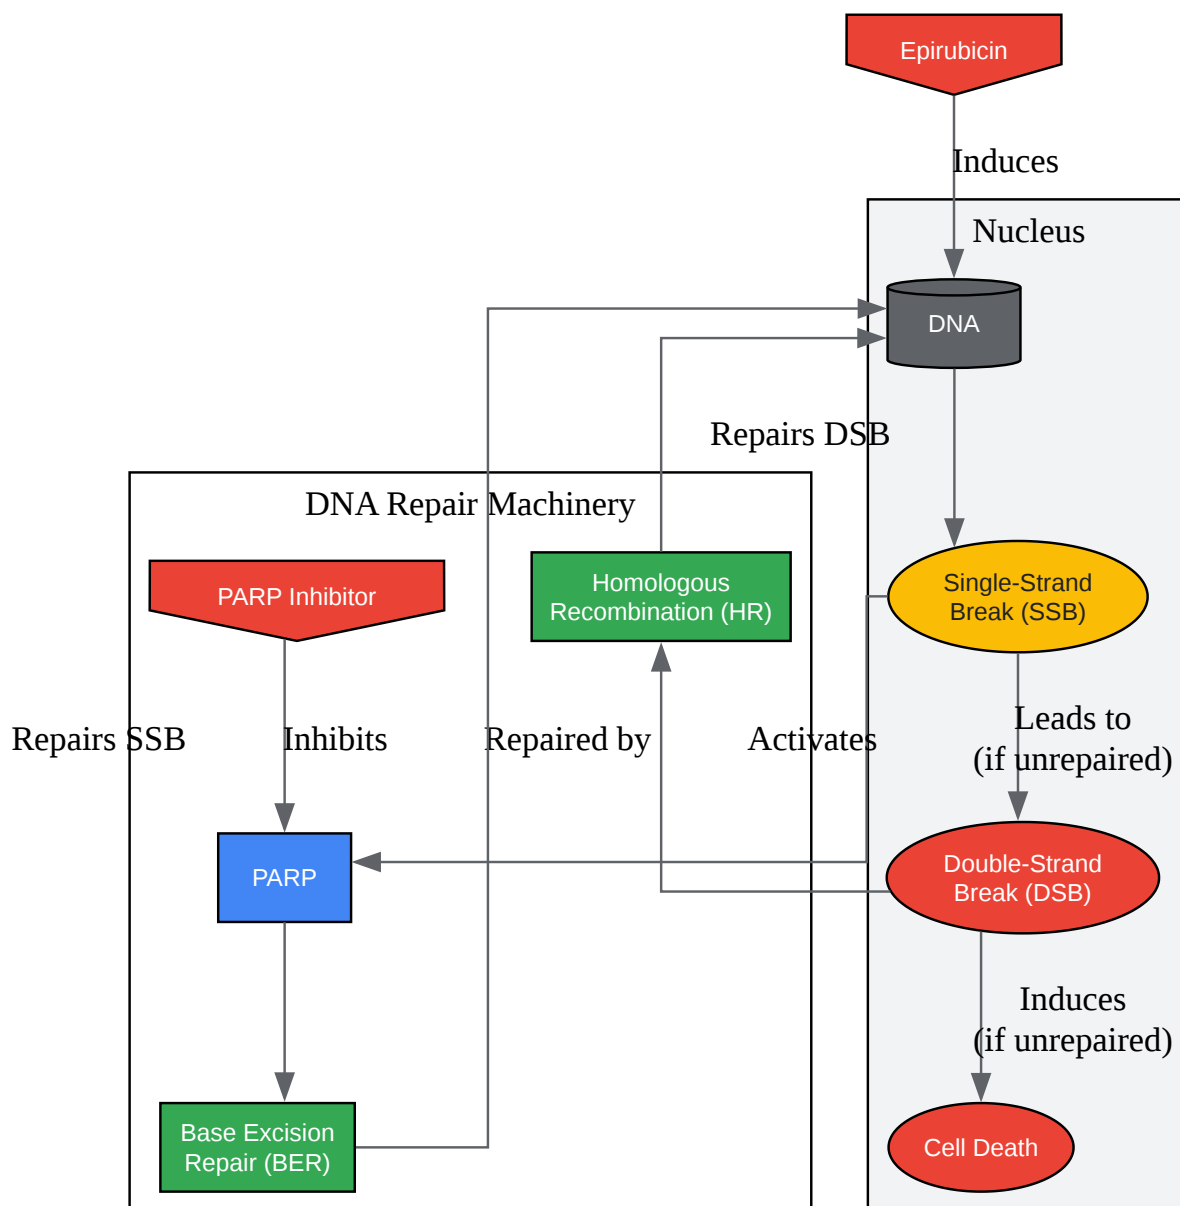 Epirubicin
Induces
Nucleus
DNA
Repairs DSB
DNA Repair Machinery
PARP Inhibitor
Homologous
Recombination (HR)
Single-Strand
Break (SSB)
Repairs SSB
Inhibits
Repaired by
Activates
Leads to
(if unrepaired)
PARP
Double-Strand
Break (DSB)
Induces
(if unrepaired)
Base Excision
Repair (BER)
Cell Death